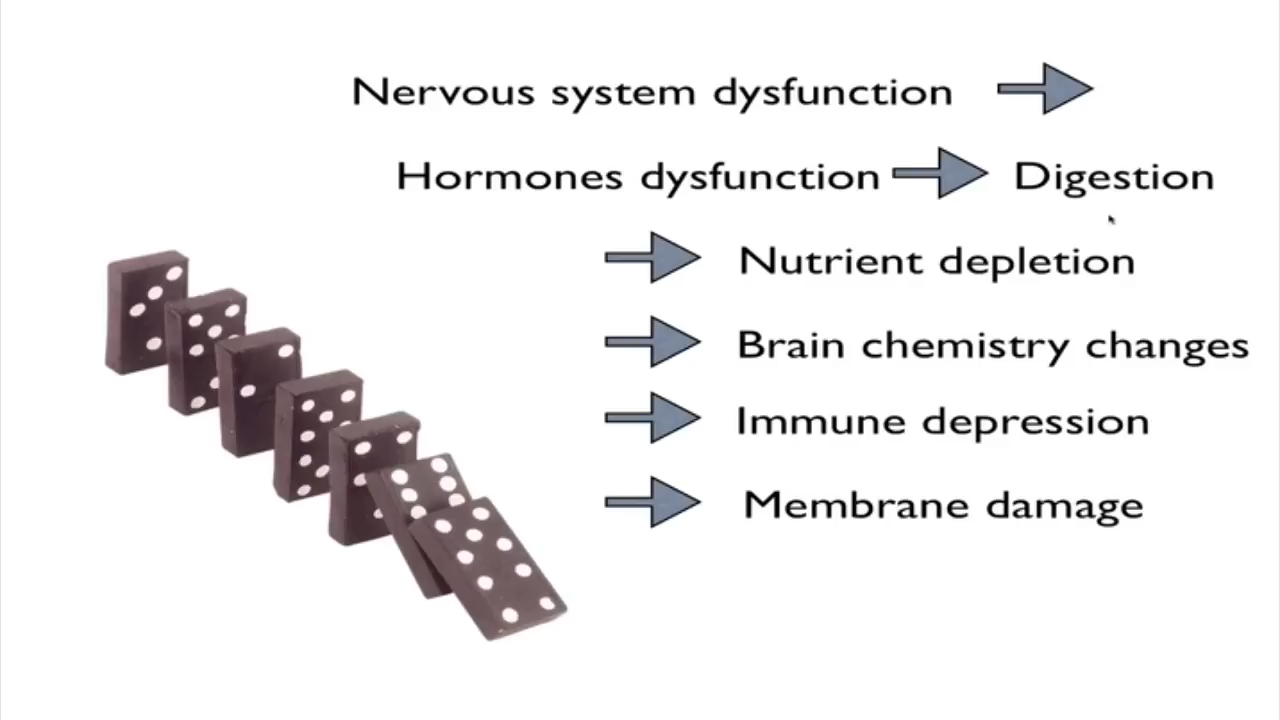 Nervous system dysfunction
Hormones dysfunction Digestion
Nutrient depletion
Brain chemistry changes
Immune depression
Membrane damage